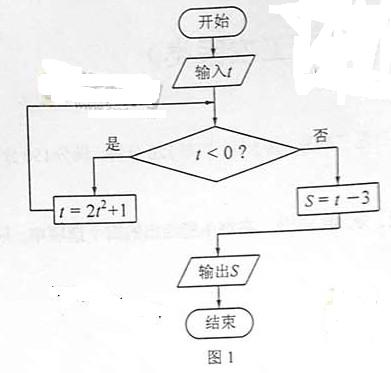 开始
输入t
t < 0 ?
是
否
t = 2t²+1
S = t - 3
输出S
结束
图1